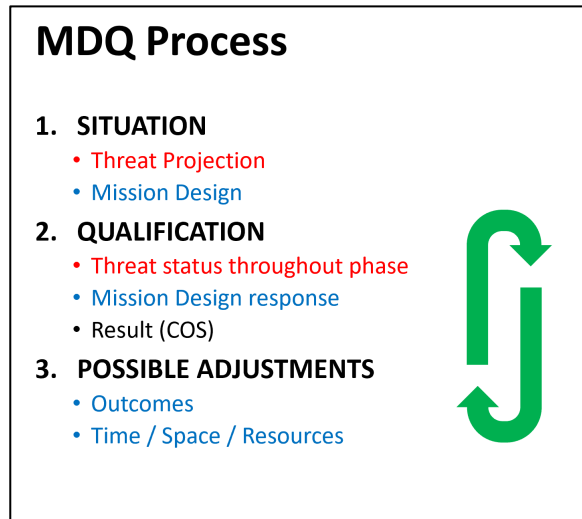 MDQ Process
1. SITUATION
• Threat Projection
• Mission Design
2. QUALIFICATION
• Threat status throughout phase
• Mission Design response
• Result (COS)
3. POSSIBLE ADJUSTMENTS
• Outcomes
• Time / Space / Resources